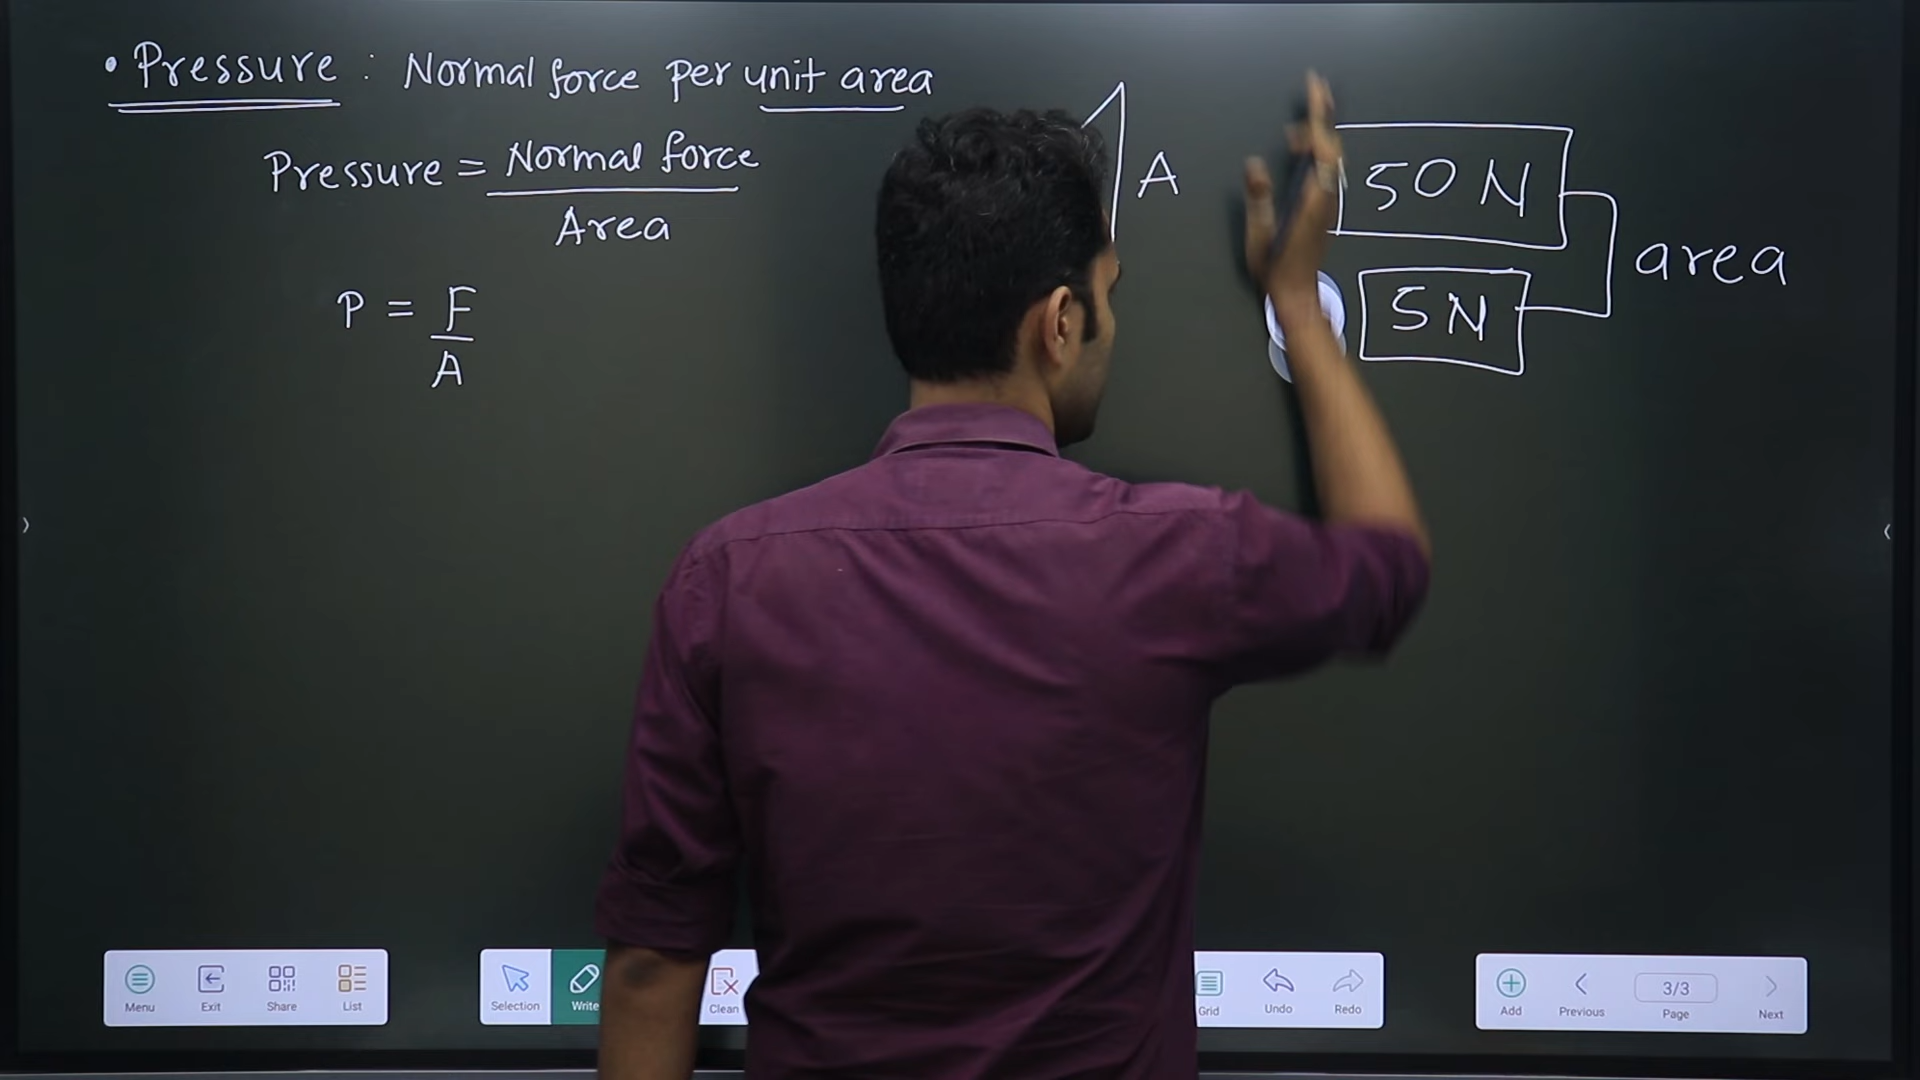 • Pressure : Normal force per unit area
Pressure = Normal force
Area
P = F
A
A
50 N
5 N
area
Menu
Exit
Share
List
Selection
Write
Clean
Grid
Undo
Redo
Add
Previous
3/3
Page
Next